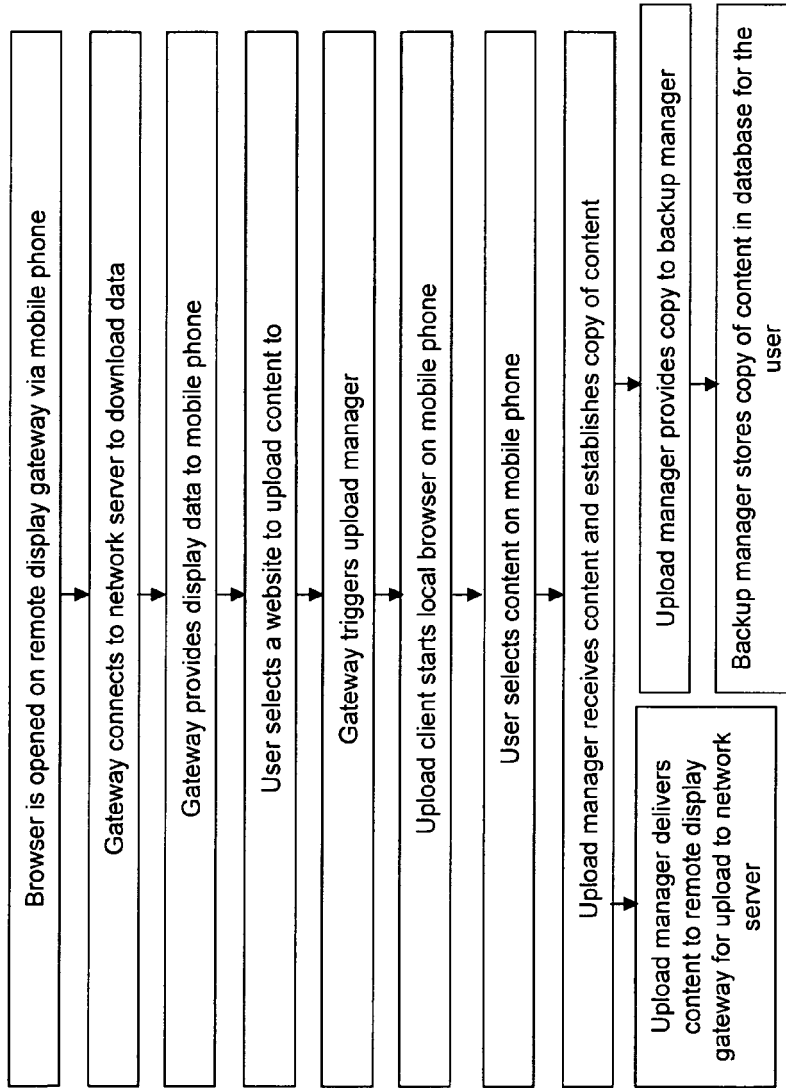 Browser is opened on remote display gateway via mobile phone
Gateway connects to network server to download data
Gateway provides display data to mobile phone
User selects a website to upload content to
Gateway triggers upload manager
Upload client starts local browser on mobile phone
User selects content on mobile phone
Upload manager receives content and establishes copy of content
Upload manager delivers
content to remote display
gateway for upload to network
server
Upload manager provides copy to backup manager
Backup manager stores copy of content in database for the
user